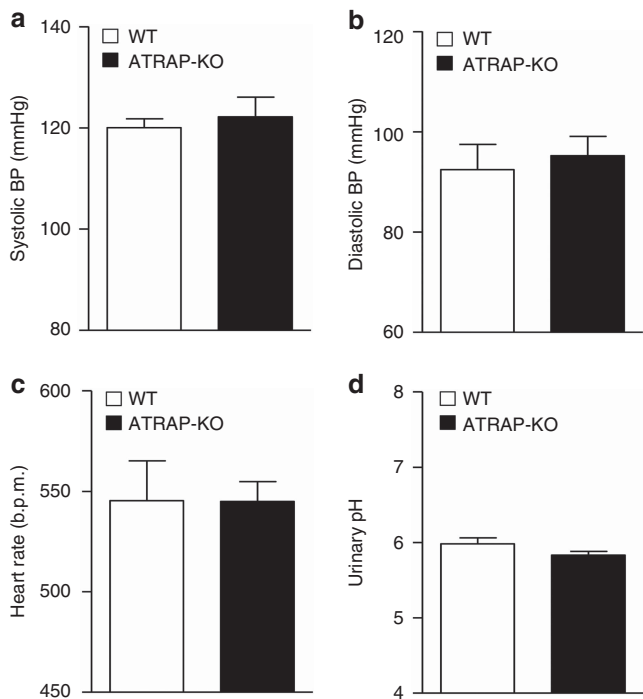 a
WT
ATRAP-KO
Systolic BP (mmHg)
140
120
100
80
b
WT
ATRAP-KO
Diastolic BP (mmHg)
120
100
80
60
c
WT
ATRAP-KO
Heart rate (b.p.m.)
600
550
500
450
d
WT
ATRAP-KO
Urinary pH
8
7
6
5
4